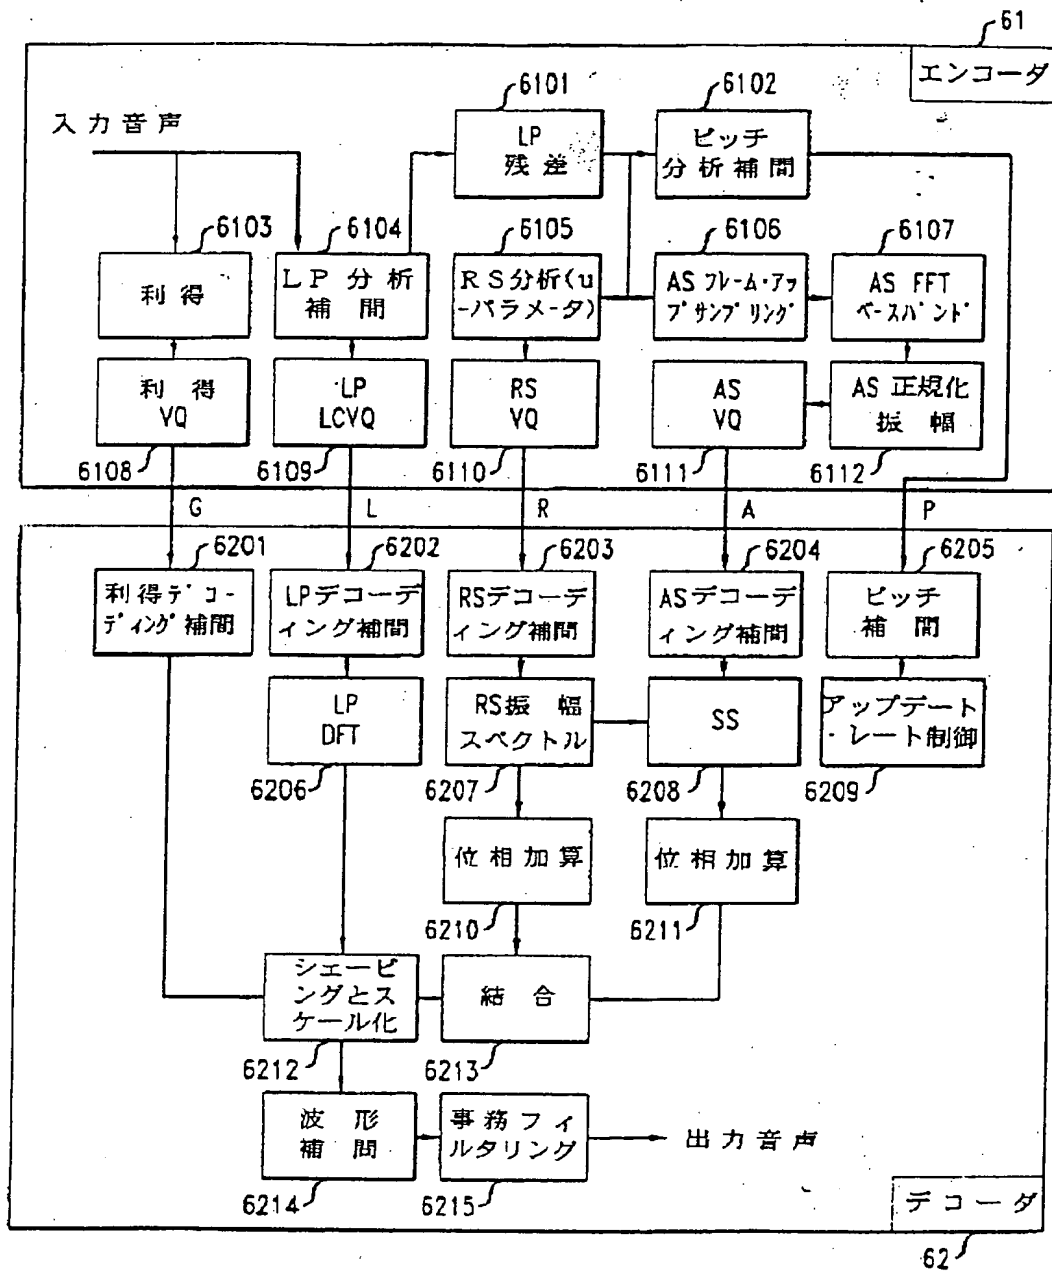 61
エンコーダ
入力音声
6101
LP
残差
6102
ピッチ
分析補間
6103
利得
6104
LP分析
補間
6105
RS分析(u
-パラメータ)
6106
ASフレーム・アッ
プサンプリング
6107
AS FFT
ベースバンド
利得
VQ
6108
LP
LCVQ
6109
RS
VQ
6110
AS
VQ
6111
AS正規化
振幅
6112
G
L
R
A
P
6201
利得デコー
ディング補間
6202
LPデコーデ
ィング補間
6203
RSデコーデ
ィング補間
6204
ASデコーデ
ィング補間
6205
ピッチ
補間
LP
DFT
6206
RS振幅
スペクトル
6207
SS
6208
アップデート
・レート制御
6209
位相加算
6210
位相加算
6211
シェーピ
ングとス
ケール化
6212
結合
6213
波形
補間
6214
事務フィ
ルタリング
6215
出力音声
デコーダ
62